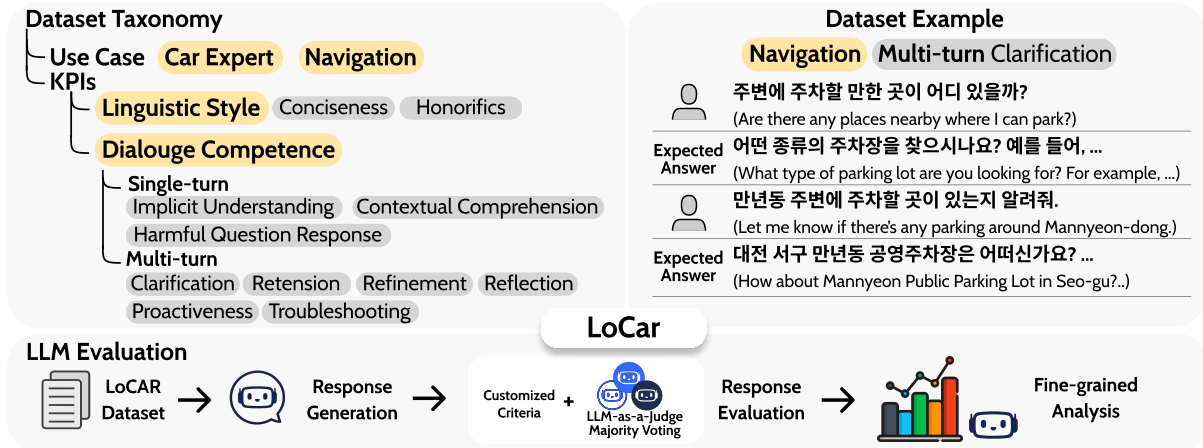 Dataset Taxonomy
Use Case Car Expert Navigation
KPIs
Linguistic Style Conciseness Honorifics
Dialouge Competence
Single-turn
Implicit Understanding Contextual Comprehension
Harmful Question Response
Multi-turn
Clarification Retension Refinement Reflection
Proactiveness Troubleshooting
Dataset Example
Navigation Multi-turn Clarification
주변에 주차할 만한 곳이 어디 있을까?
(Are there any places nearby where I can park?)
Expected Answer
어떤 종류의 주차장을 찾으시나요? 예를 들어, ...
(What type of parking lot are you looking for? For example, ...)
만년동 주변에 주차할 곳이 있는지 알려줘.
(Let me know if there's any parking around Mannyeon-dong.)
Expected Answer
대전 서구 만년동 공영주차장은 어떠신가요? ...
(How about Mannyeon Public Parking Lot in Seo-gu?..)
LoCar
LLM Evaluation
LoCAR
Dataset
Response
Generation
Customized
Criteria
+
LLM-as-a-Judge
Majority Voting
Response
Evaluation
Fine-grained
Analysis